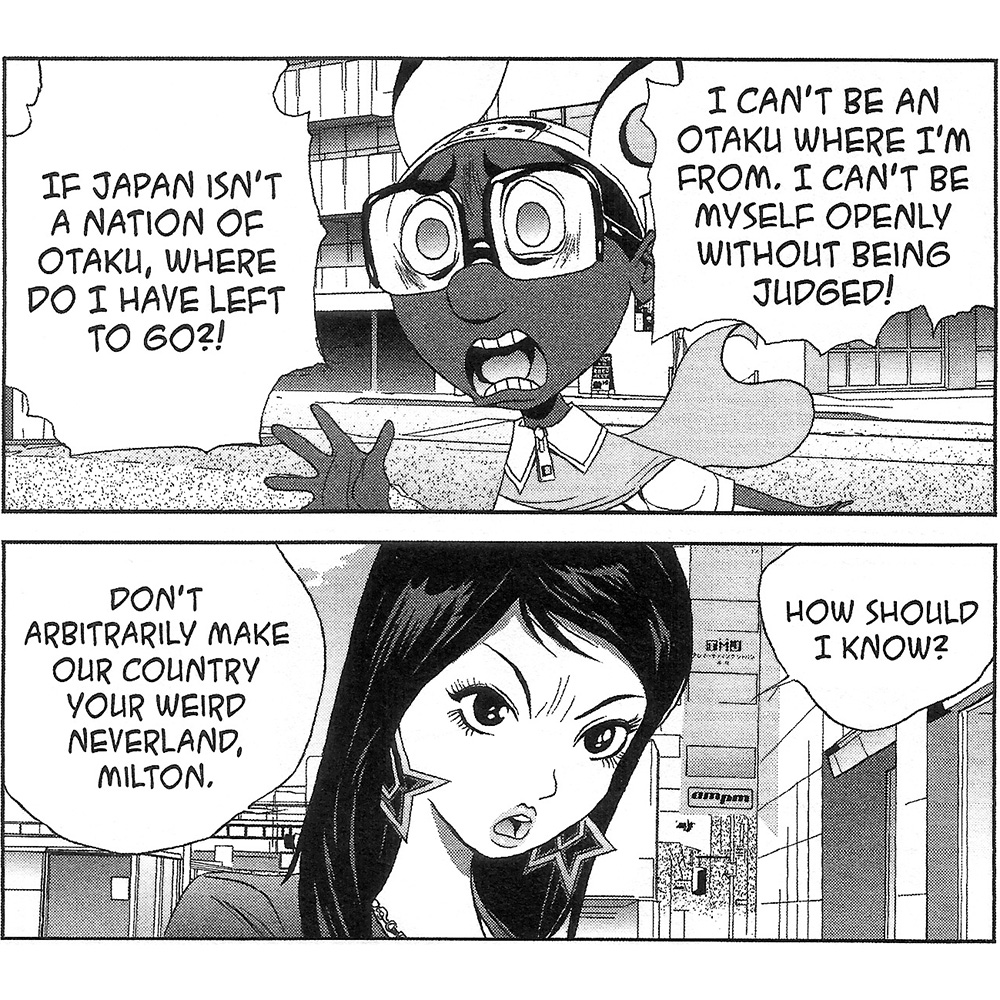 I CAN'T BE AN
OTAKU WHERE I'M
FROM. I CAN'T BE
MYSELF OPENLY
WITHOUT BEING
JUDGED!
IF JAPAN ISN'T
A NATION OF
OTAKU, WHERE
DO I HAVE LEFT
TO GO?!
HOW SHOULD
I KNOW?
DON'T
ARBITRARILY MAKE
OUR COUNTRY
YOUR WEIRD
NEVERLAND,
MILTON.
ampm